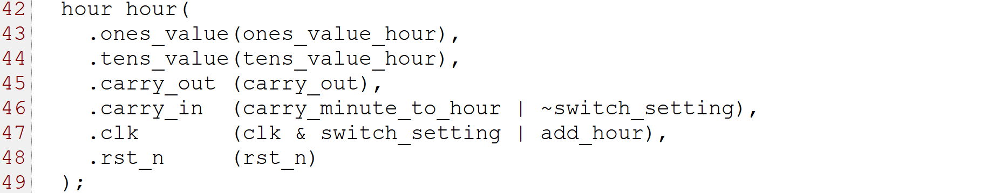 42 hour hour(
43 .ones_value(ones_value_hour),
44 .tens_value(tens_value_hour),
45 .carry_out (carry_out),
46 .carry_in (carry_minute_to_hour | ~switch_setting),
47 .clk (clk & switch_setting | add_hour),
48 .rst_n (rst_n)
49 );